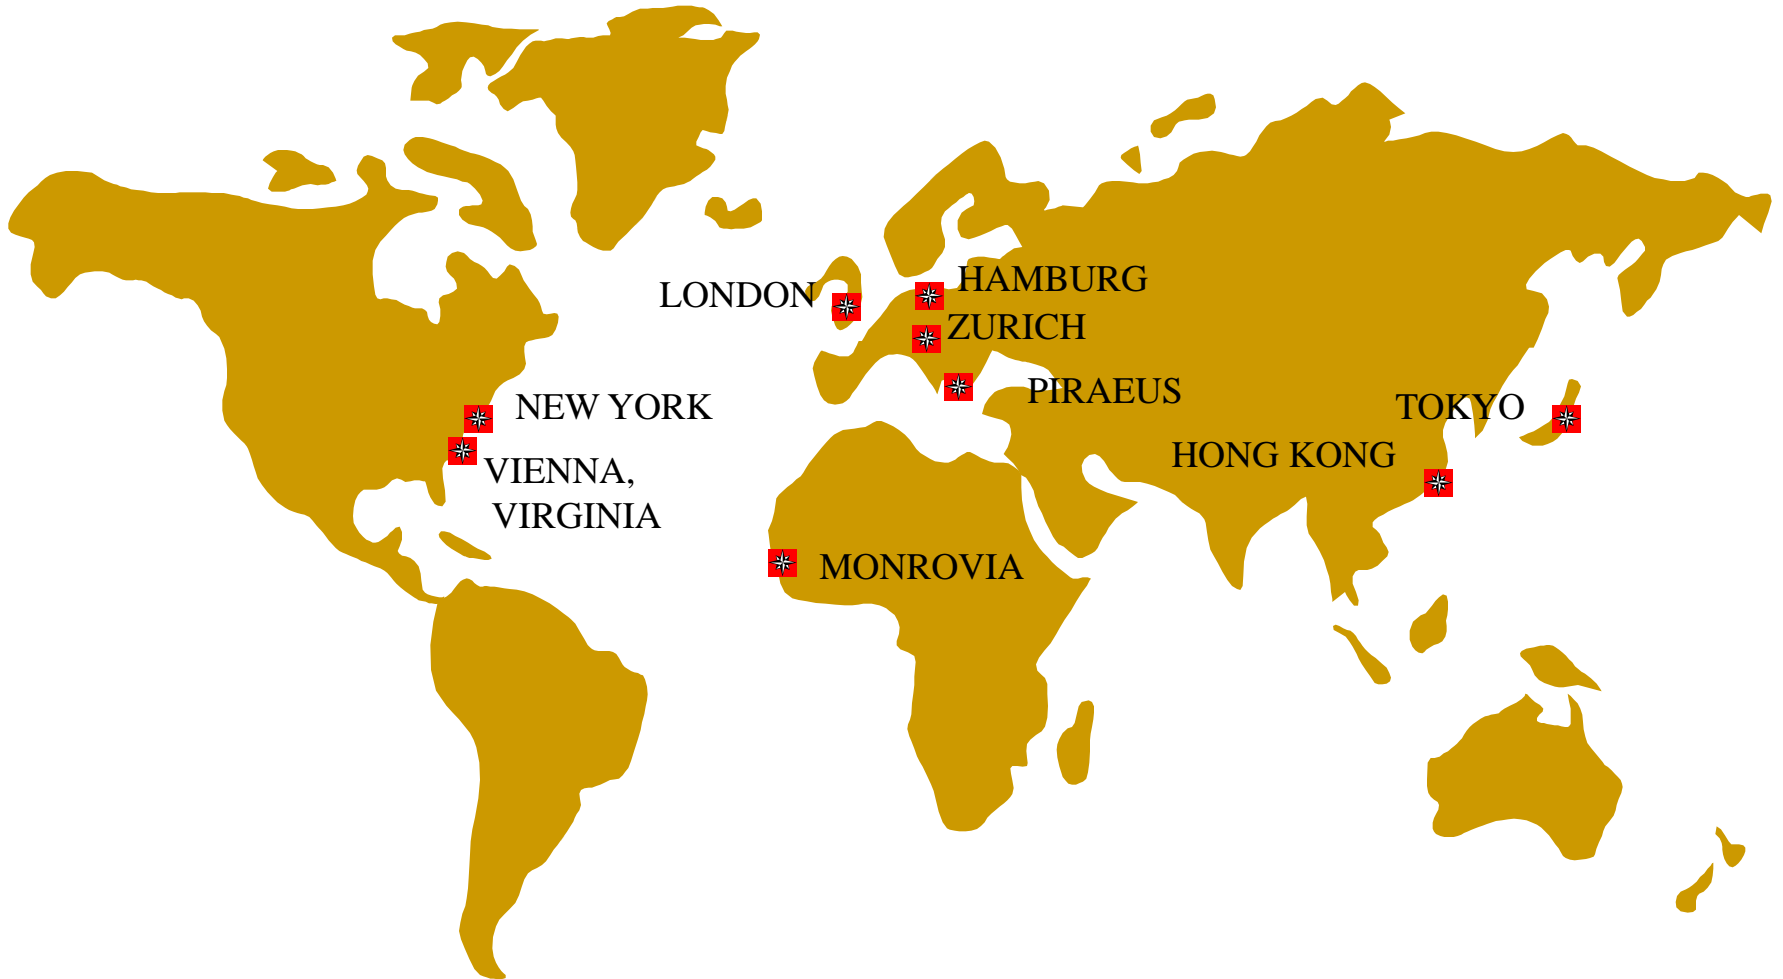 HAMBURG
LONDON
ZURICH
PIRAEUS
NEW YORK
TOKYO
HONG KONG
VIENNA,
VIRGINIA
MONROVIA